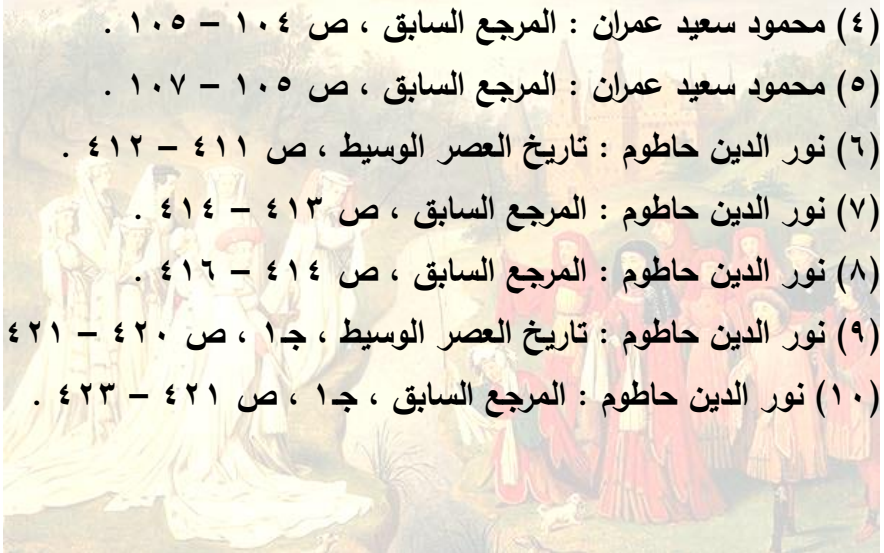 (٤) محمود سعيد عمران : المرجع السابق ، ص ١٠٤ – ١٠٥ .
(٥) محمود سعيد عمران : المرجع السابق ، ص ١٠٥ – ١٠٧ .
(٦) نور الدين حاطوم : تاريخ العصر الوسيط ، ص ٤١١ – ٤١٢ .
(٧) نور الدين حاطوم : المرجع السابق ، ص ٤١٣ – ٤١٤ .
(٨) نور الدين حاطوم : المرجع السابق ، ص ٤١٤ – ٤١٦ .
(٩) نور الدين حاطوم : تاريخ العصر الوسيط ، جـ١ ، ص ٤٢٠ – ٤٢١
(١٠) نور الدين حاطوم : المرجع السابق ، جـ١ ، ص ٤٢١ – ٤٢٣ .